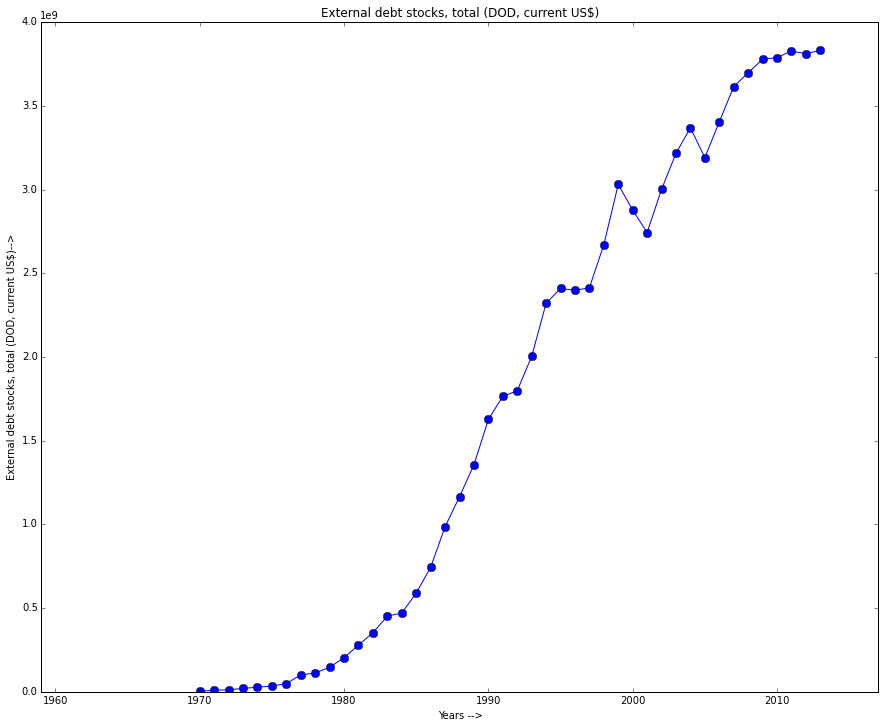 External debt stocks, total (DOD, current US$)
1e9
4.0
3.5
3.0
2.5
2.0
1.5
1.0
0.5
0.0
External debt stocks, total (DOD, current US$)-->
1960 1970 1980 1990 2000 2010
Years -->